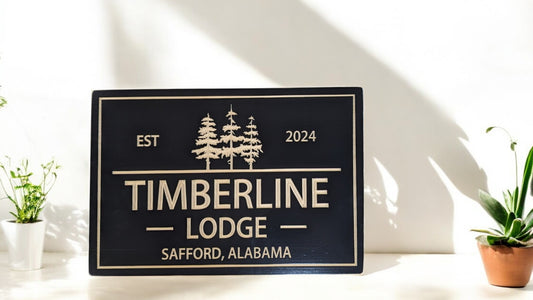 EST 2024
TIMBERLINE
— LODGE —
SAFFORD, ALABAMA